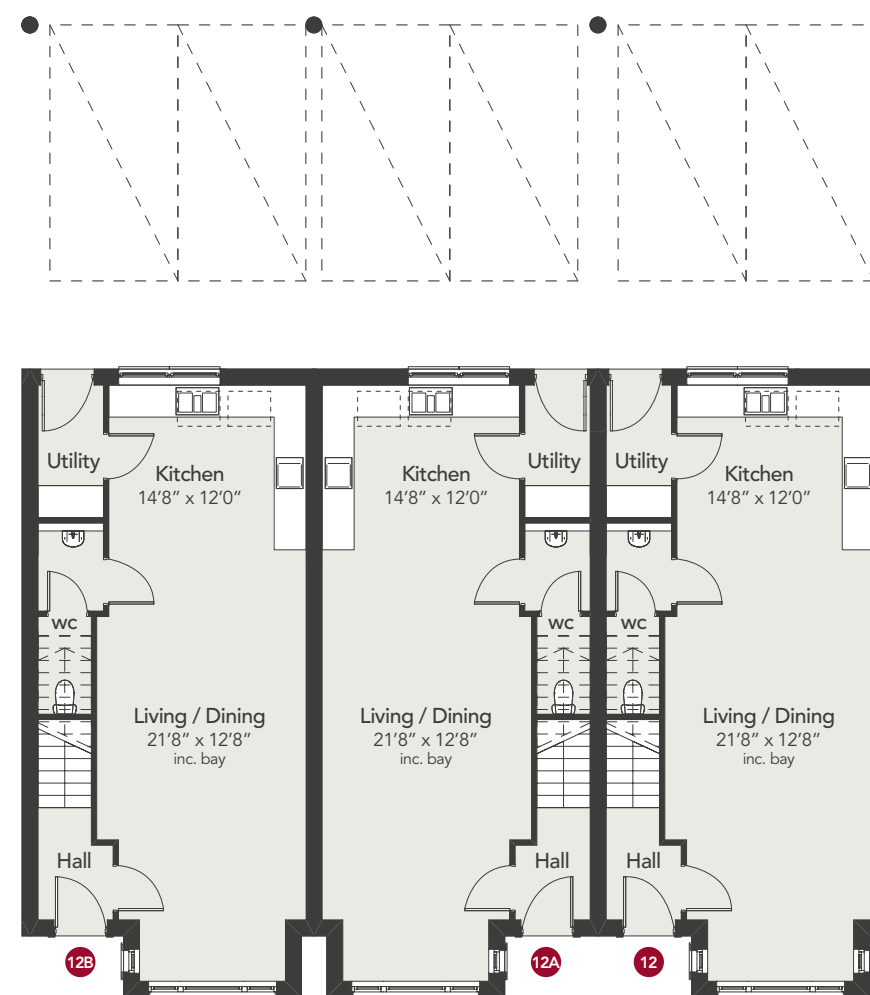 Utility
Kitchen
14’8” x 12’0”
wc
Living / Dining
21’8” x 12’8”
inc. bay
Hall
12B
Kitchen
14’8” x 12’0”
Utility
wc
Living / Dining
21’8” x 12’8”
inc. bay
Hall
12A
Utility
Kitchen
14’8” x 12’0”
wc
Living / Dining
21’8” x 12’8”
inc. bay
Hall
12